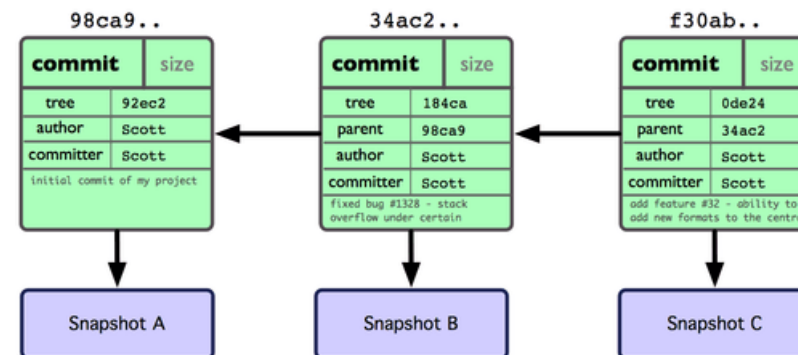 98ca9..
commit size
tree 92ec2
author Scott
committer Scott
initial commit of my project
Snapshot A
34ac2..
commit size
tree 184ca
parent 98ca9
author Scott
committer Scott
fixed bug #1328 - stack
overflow under certain
Snapshot B
f30ab..
commit size
tree 0de24
parent 34ac2
author Scott
committer Scott
add feature #32 - ability to
add new formats to the centr
Snapshot C